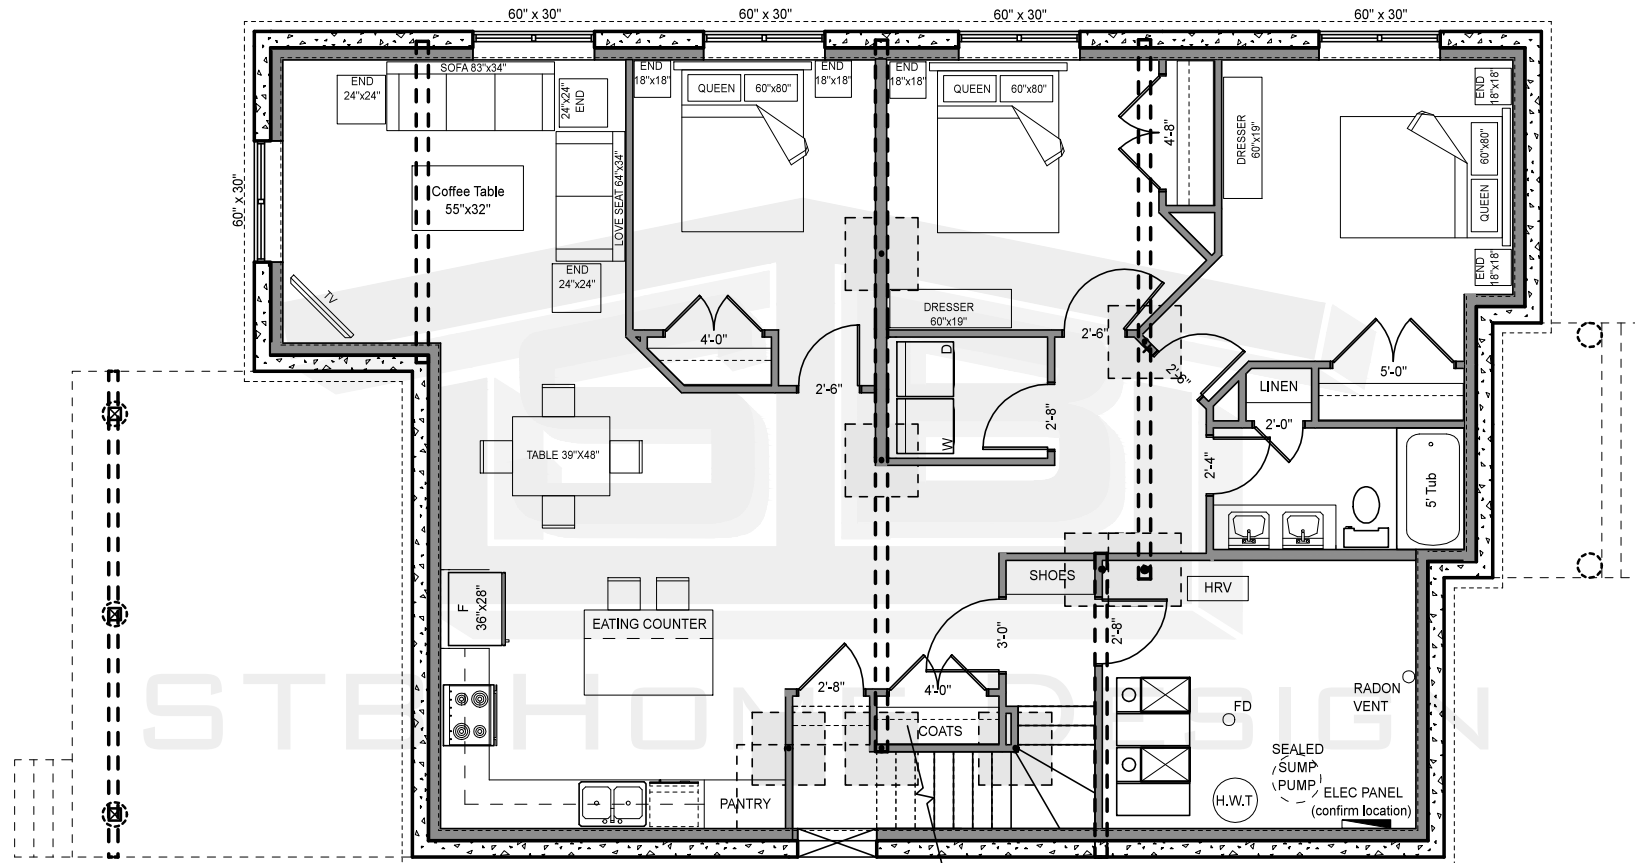 60" x 30"
60" x 30"
60" x 30"
60" x 30"
SOFA 83"x34"
END
24"x24"
24"x24"
END
END
18"x18"
QUEEN
60"x80"
END
18"x18"
END
18"x18"
QUEEN
60"x80"
4'-8"
DRESSER
60"x19"
END
18"x18"
60"x80"
QUEEN
END
18"x18"
60" x 30"
Coffee Table
55"x32"
LOVE SEAT 64"x34"
END
24"x24"
TV
4'-0"
2'-6"
DRESSER
60"x19"
2'-6"
2'-6"
D
W
2'-8"
LINEN
2'-0"
5'-0"
2'-4"
5' Tub
TABLE 39"X48"
F
36"x28"
EATING COUNTER
SHOES
HRV
3'-0"
2'-8"
2'-8"
4'-0"
COATS
STB HOME DESIGN
FD
RADON
VENT
SEALED
SUMP
PUMP
H.W.T
ELEC PANEL
(confirm location)
PANTRY